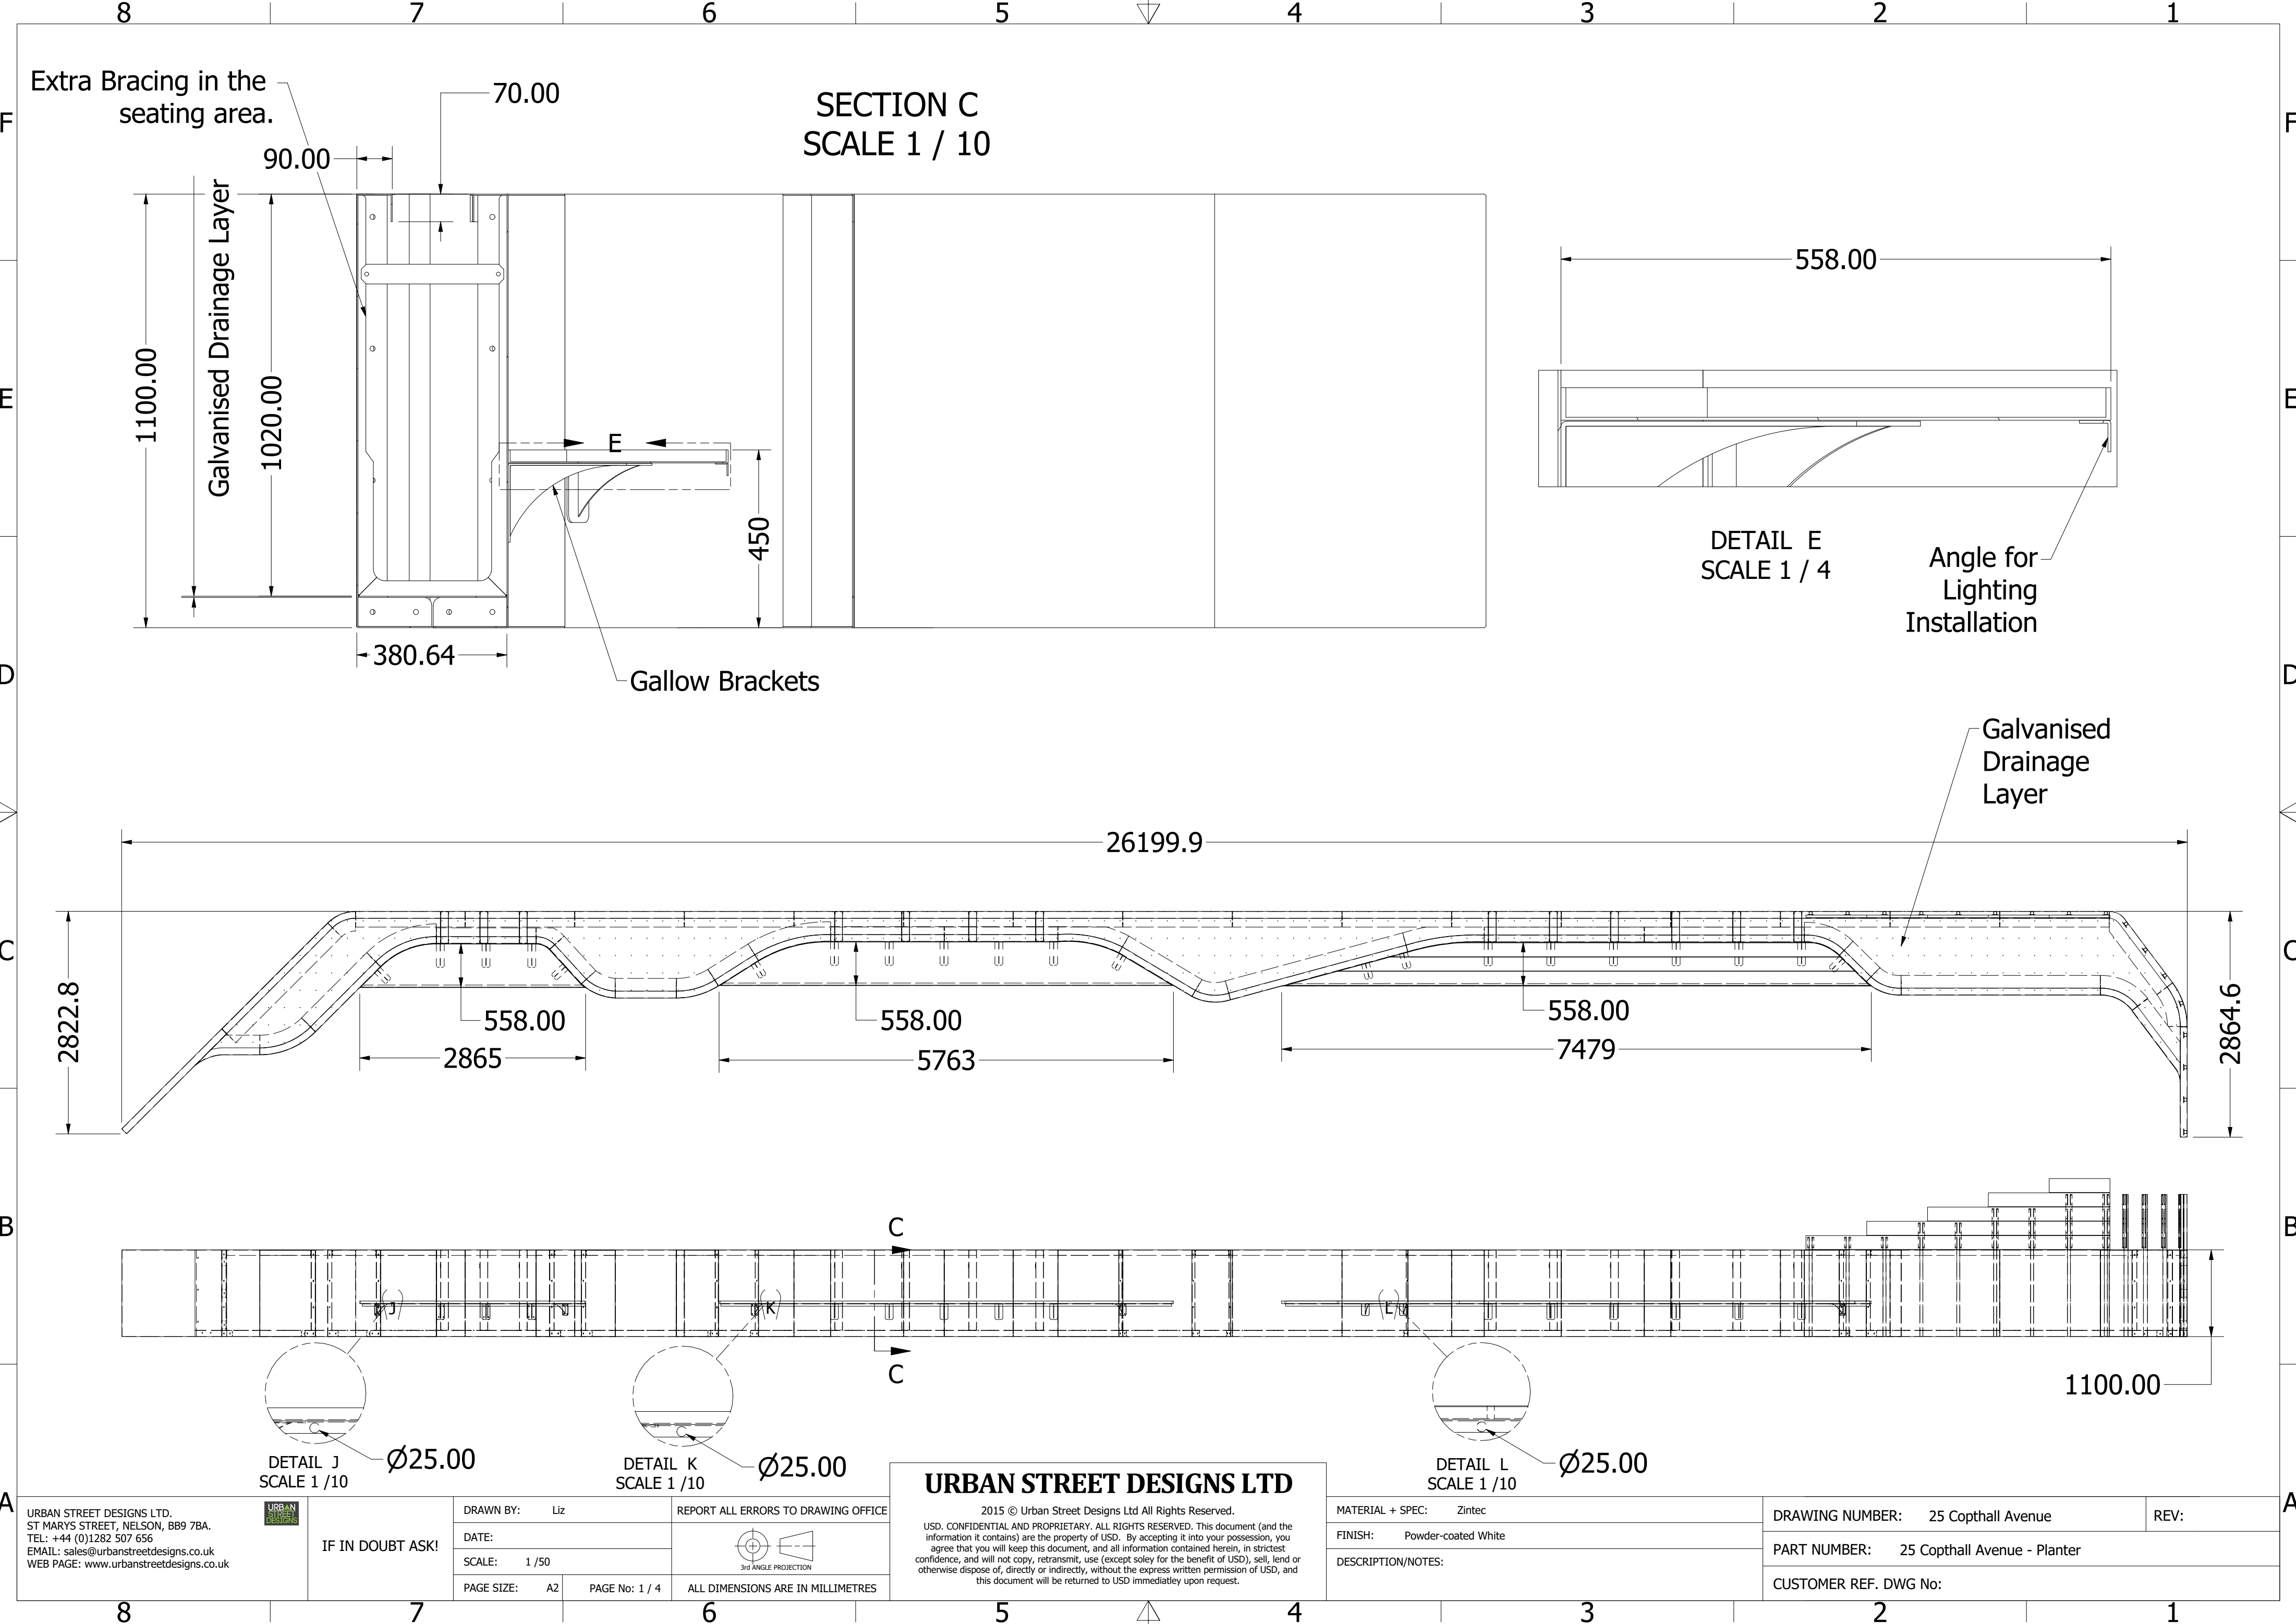 8 7 6 5 4 3 2 1
F
F
E
E
D
D
C
C
B
B
A
A
Extra Bracing in the
seating area.
70.00
90.00
SECTION C
SCALE 1 / 10
1100.00
Galvanised Drainage Layer
1020.00
E
450
380.64
Gallow Brackets
558.00
DETAIL E
SCALE 1 / 4
Angle for
Lighting
Installation
Galvanised
Drainage
Layer
26199.9
2822.8
558.00
2865
558.00
5763
558.00
7479
2864.6
C
C
J
K
L
1100.00
DETAIL J
SCALE 1 /10
Ø25.00
DETAIL K
SCALE 1 /10
Ø25.00
DETAIL L
SCALE 1 /10
Ø25.00
URBAN STREET DESIGNS LTD.
ST MARYS STREET, NELSON, BB9 7BA.
TEL: +44 (0)1282 507 656
EMAIL: sales@urbanstreetdesigns.co.uk
WEB PAGE: www.urbanstreetdesigns.co.uk
URBAN
STREET
DESIGNS
IF IN DOUBT ASK!
DRAWN BY: Liz
DATE:
SCALE: 1 /50
PAGE SIZE: A2
PAGE No: 1 / 4
REPORT ALL ERRORS TO DRAWING OFFICE
3rd ANGLE PROJECTION
ALL DIMENSIONS ARE IN MILLIMETRES
URBAN STREET DESIGNS LTD
2015 © Urban Street Designs Ltd All Rights Reserved.
USD. CONFIDENTIAL AND PROPRIETARY. ALL RIGHTS RESERVED. This document (and the
information it contains) are the property of USD. By accepting it into your possession, you
agree that you will keep this document, and all information contained herein, in strictest
confidence, and will not copy, retransmit, use (except soley for the benefit of USD), sell, lend or
otherwise dispose of, directly or indirectly, without the express written permission of USD, and
this document will be returned to USD immediatley upon request.
MATERIAL + SPEC: Zintec
FINISH: Powder-coated White
DESCRIPTION/NOTES:
DRAWING NUMBER: 25 Copthall Avenue
REV:
PART NUMBER: 25 Copthall Avenue - Planter
CUSTOMER REF. DWG No:
8 7 6 5 4 3 2 1